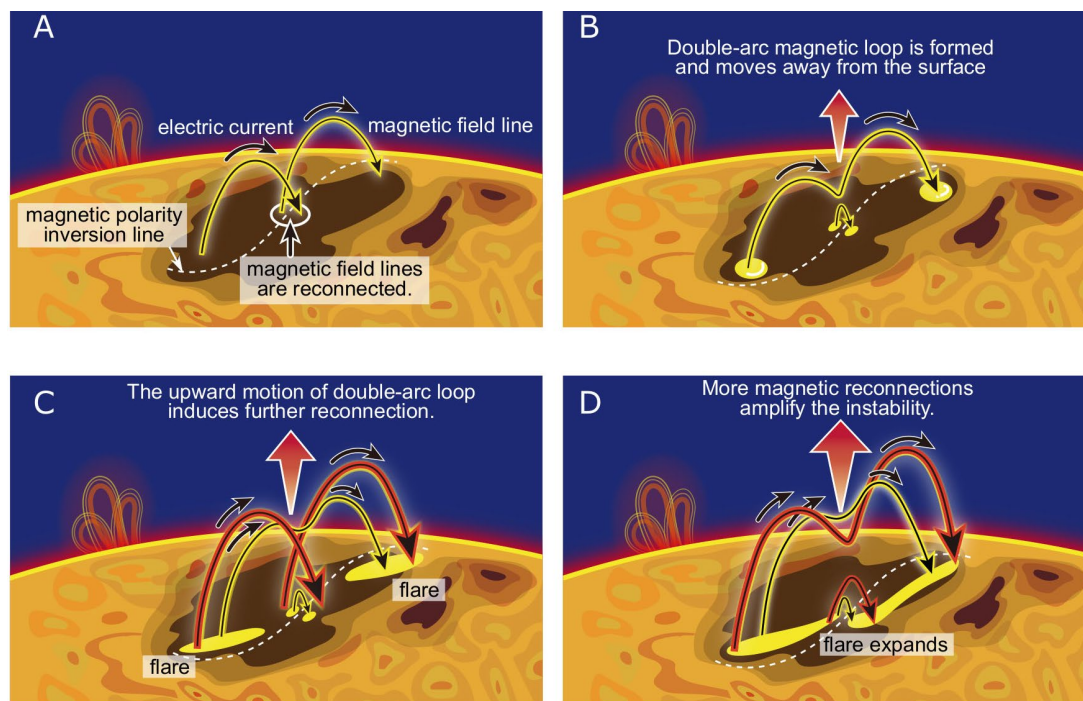 A
electric current
magnetic field line
magnetic polarity
inversion line
magnetic field lines
are reconnected.
B
Double-arc magnetic loop is formed
and moves away from the surface
C
The upward motion of double-arc loop
induces further reconnection.
flare
flare
D
More magnetic reconnections
amplify the instability.
flare expands